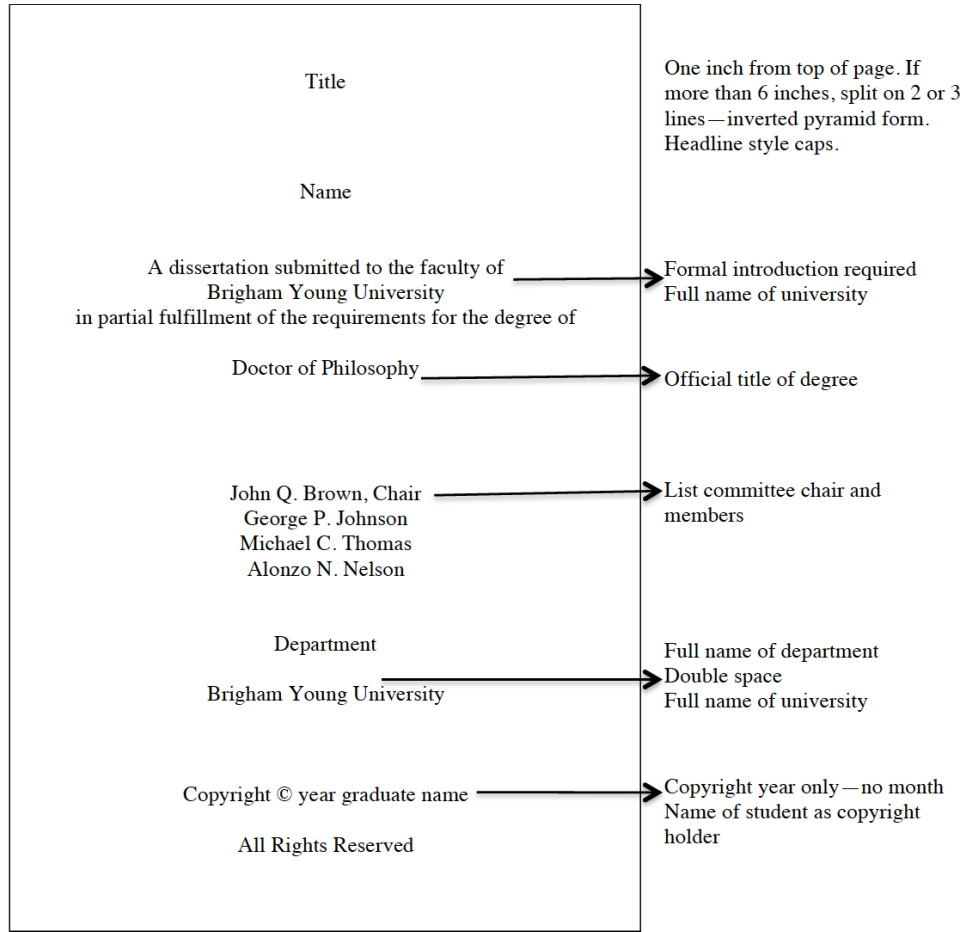 Title
One inch from top of page. If
more than 6 inches, split on 2 or 3
lines—inverted pyramid form.
Headline style caps.
Name
A dissertation submitted to the faculty of
Brigham Young University
in partial fulfillment of the requirements for the degree of
Formal introduction required
Full name of university
Doctor of Philosophy
Official title of degree
John Q. Brown, Chair
George P. Johnson
Michael C. Thomas
Alonzo N. Nelson
List committee chair and
members
Department
Brigham Young University
Full name of department
Double space
Full name of university
Copyright © year graduate name
All Rights Reserved
Copyright year only—no month
Name of student as copyright
holder